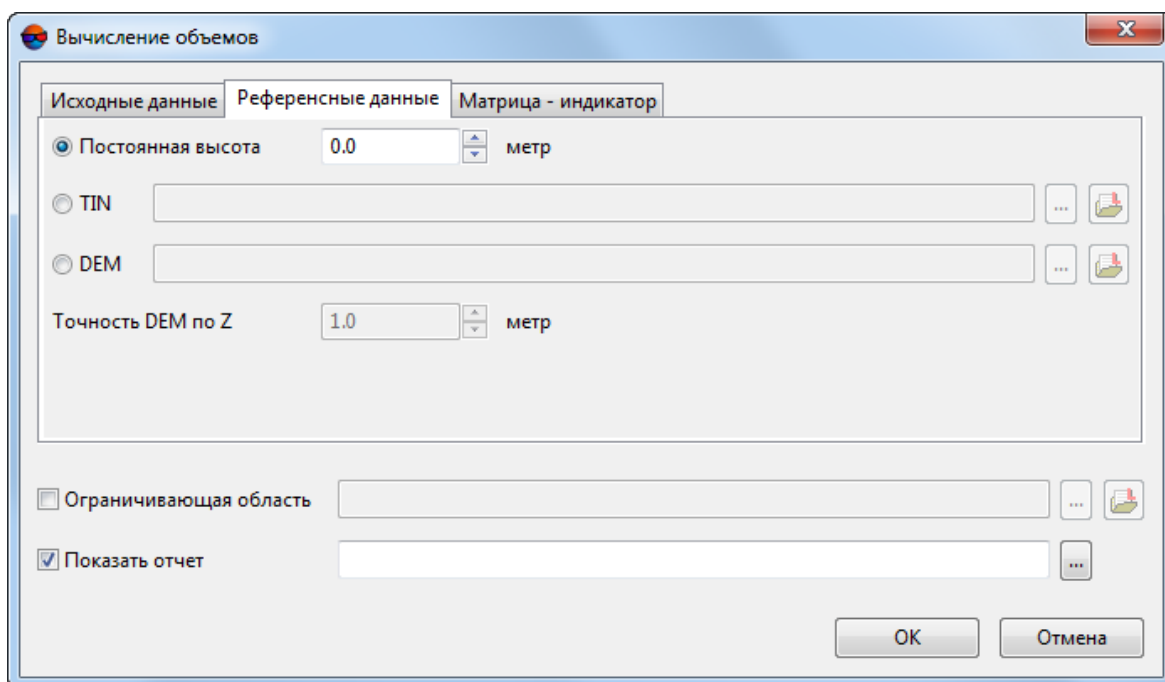 Вычисление объемов
Исходные данные Референсные данные Матрица - индикатор
Постоянная высота 0.0 метр
TIN ...
DEM ...
Точность DEM по Z 1.0 метр
Ограничивающая область ...
Показать отчет ...
OK Отмена